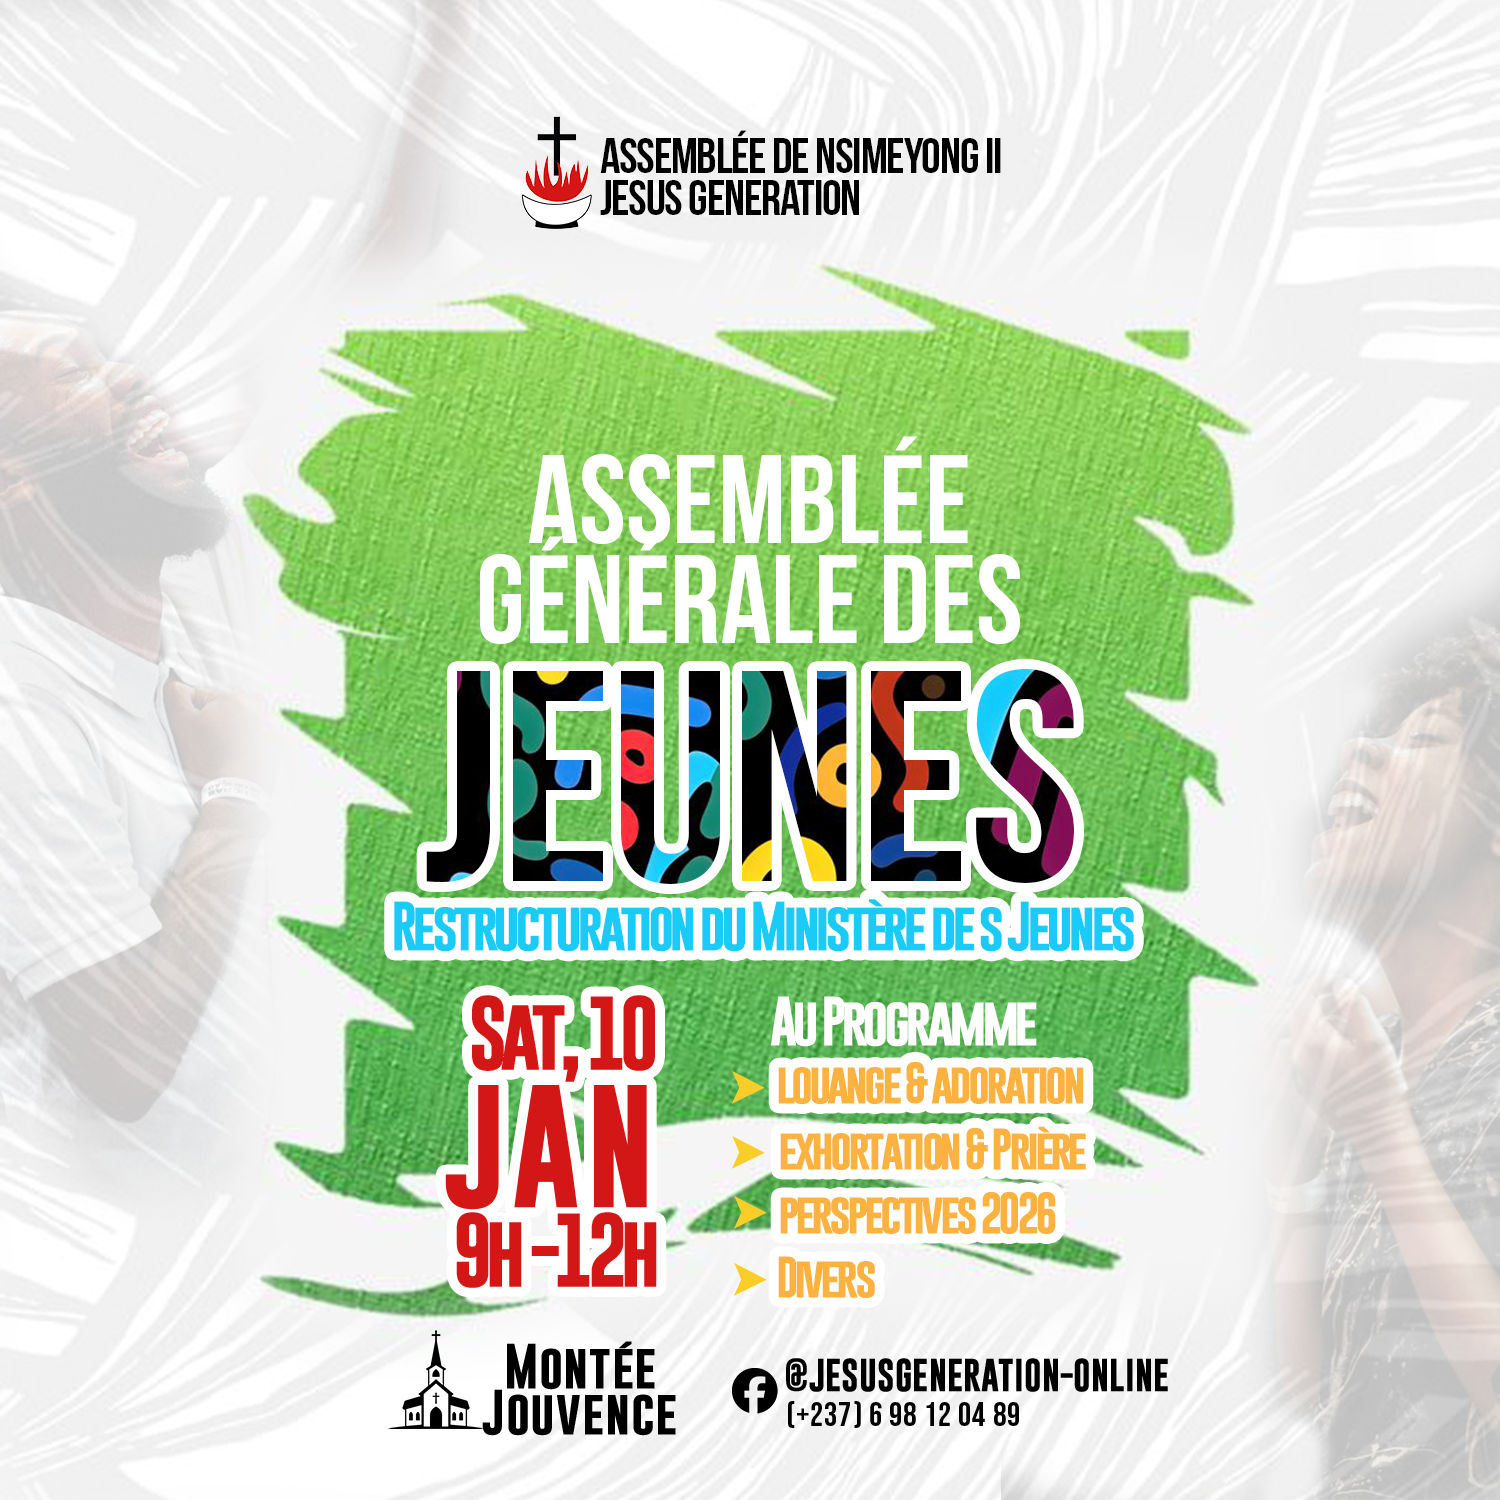 ASSEMBLÉE DE NSIMEYONG II
JESUS GENERATION
ASSEMBLÉE
GÉNÉRALE DES
JEUNES
RESTRUCTURATION DU MINISTÈRE DE S JEUNES
SAT, 10
JAN
9H -12H
AU PROGRAMME
LOUANGE & ADORATION
EXHORTATION & PRIÈRE
PERSPECTIVES 2026
DIVERS
MONTÉE
JOUVENCE
@JESUSGENERATION-ONLINE
(+237) 6 98 12 04 89